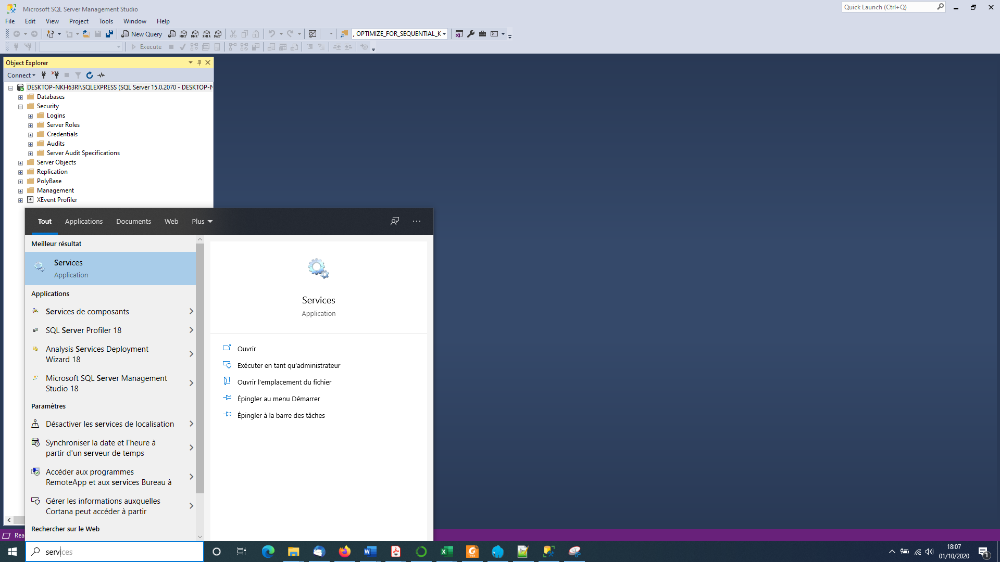 Microsoft SQL Server Management Studio
Quick Launch (Ctrl+Q)
File Edit View Project Tools Window Help
New Query
MDX
DMX
XMLA
DAX
, OPTIMIZE_FOR_SEQUENTIAL_K
Execute
Object Explorer
Connect
DESKTOP-NKH63RI\SQLEXPRESS (SQL Server 15.0.2070 - DESKTOP-N
Databases
Security
Logins
Server Roles
Credentials
Audits
Server Audit Specifications
Server Objects
Replication
PolyBase
Management
XEvent Profiler
Tout Applications Documents Web Plus
Meilleur résultat
Services
Application
Applications
Services de composants
SQL Server Profiler 18
Analysis Services Deployment
Wizard 18
Microsoft SQL Server Management
Studio 18
Paramètres
Désactiver les services de localisation
Synchroniser la date et l'heure à
partir d'un serveur de temps
Accéder aux programmes
RemoteApp et aux services Bureau à
Gérer les informations auxquelles
Cortana peut accéder à partir
Rechercher sur le Web
Services
Application
Ouvrir
Exécuter en tant qu'administrateur
Ouvrir l'emplacement du fichier
Épingler au menu Démarrer
Épingler à la barre des tâches
Rea
services
18:07
01/10/2020
1